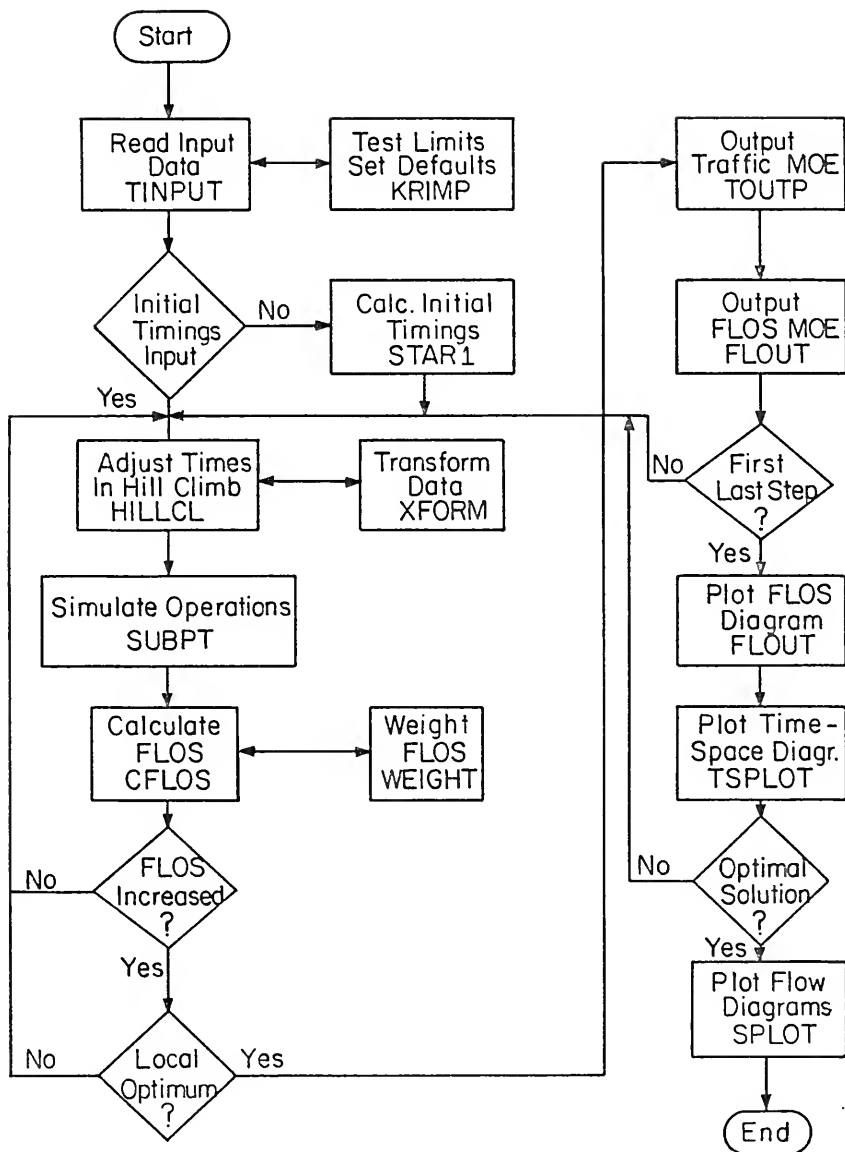 Start
Read Input
Data
TINPUT
Test Limits
Set Defaults
KRIMP
Initial
Timings
Input
No
Calc. Initial
Timings
STAR1
Yes
Adjust Times
In Hill Climb
HILLCL
Transform
Data
XFORM
Simulate Operations
SUBPT
Calculate
FLOS
CFLOS
Weight
FLOS
WEIGHT
No
FLOS
Increased
?
Yes
No
Local
Optimum
?
Yes
Output
Traffic MOE
TOUTP
Output
FLOS MOE
FLOUT
No
First
Last Step
?
Yes
Plot FLOS
Diagram
FLOUT
Plot Time-
Space Diagr.
TSPLOT
No
Optimal
Solution
?
Yes
Plot Flow
Diagrams
SPLOT
End